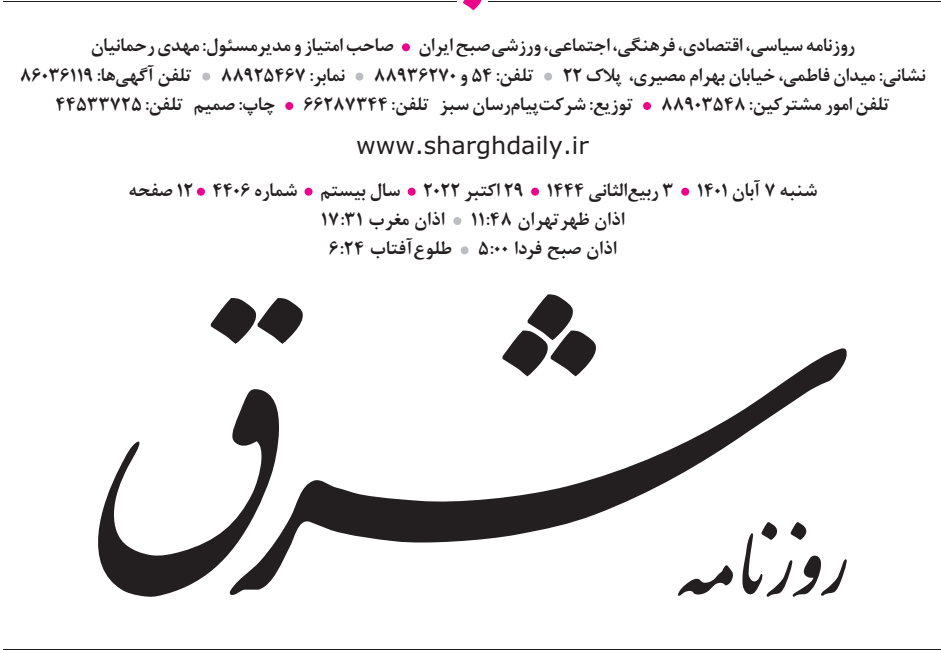 روزنامه سیاسی، اقتصادی، فرهنگی، اجتماعی، ورزشی صبح ایران ● صاحب امتیاز و مدیرمسئول: مهدی رحمانیان
نشانی: میدان فاطمی، خیابان بهرام مصیری، پلاک ۲۲ ● تلفن: ۵۴ و ۸۸۹۳۶۲۷۰ ● نمابر: ۸۸۹۲۵۴۶۷ ● تلفن آگهی‌ها: ۸۶۰۳۶۱۱۹
تلفن امور مشترکین: ۸۸۹۰۳۵۴۸ ● توزیع: شرکت پیام‌رسان سبز تلفن: ۶۶۲۸۷۳۴۴ ● چاپ: صمیم تلفن: ۴۴۵۳۳۷۲۵
www.sharghdaily.ir
شنبه ۷ آبان ۱۴۰۱ ● ۳ ربیع‌الثانی ۱۴۴۴ ● ۲۹ اکتبر ۲۰۲۲ ● سال بیستم ● شماره ۴۴۰۶ ● ۱۲ صفحه
اذان ظهر تهران ۱۱:۴۸ ● اذان مغرب ۱۷:۳۱
اذان صبح فردا ۵:۰۰ ● طلوع آفتاب ۶:۲۴
روزنامه شرق